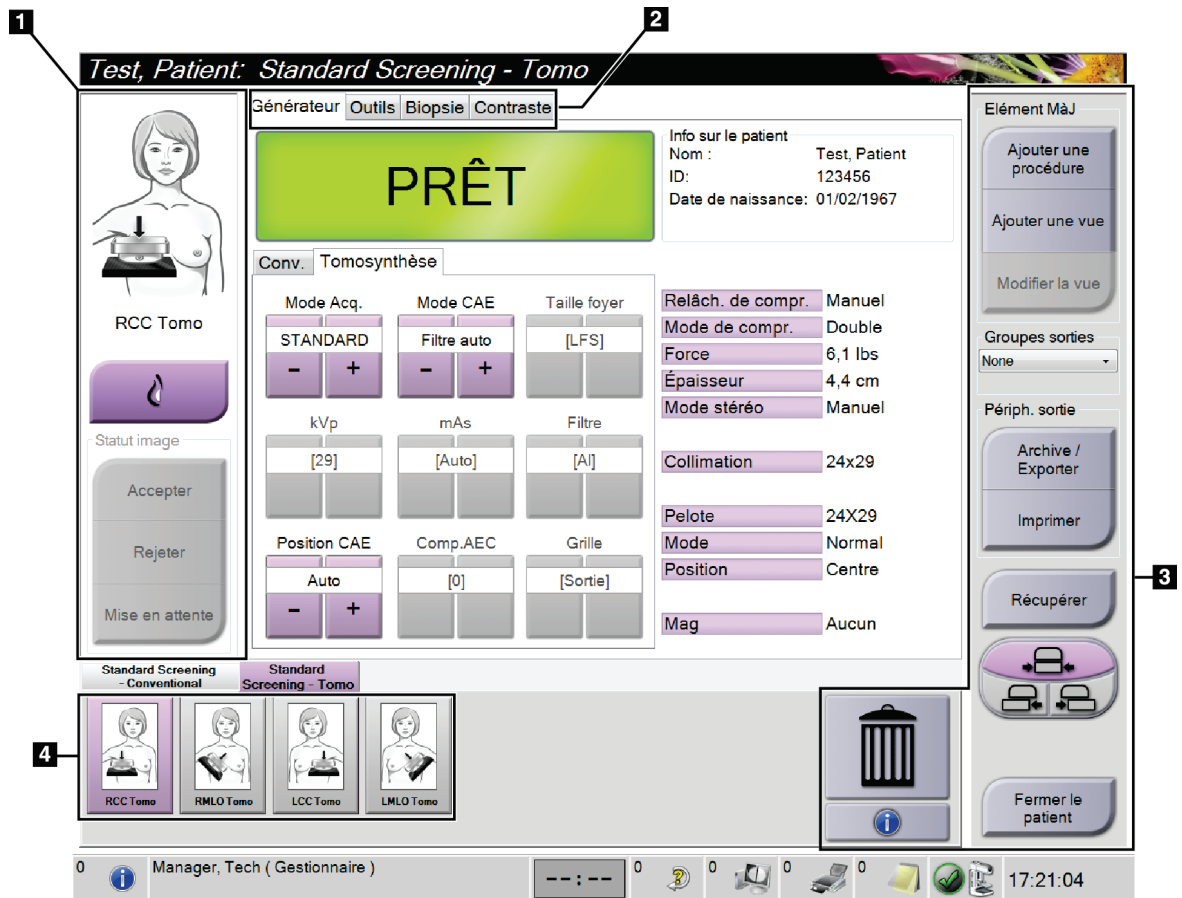 1
2
Test, Patient: Standard Screening - Tomo
Générateur
Outils
Biopsie
Contraste
PRÊT
Info sur le patient
Nom : Test, Patient
ID: 123456
Date de naissance: 01/02/1967
RCC Tomo
Statut image
Accepter
Rejeter
Mise en attente
Conv.
Tomosynthèse
Mode Acq.
STANDARD
- +
Mode CAE
Filtre auto
- +
Taille foyer
[LFS]
kVp
[29]
mAs
[Auto]
Filtre
[Al]
Position CAE
Auto
- +
Comp.AEC
[0]
Grille
[Sortie]
Relâch. de compr. Manuel
Mode de compr. Double
Force 6,1 lbs
Épaisseur 4,4 cm
Mode stéréo Manuel
Collimation 24x29
Pelote 24X29
Mode Normal
Position Centre
Mag Aucun
Elément MàJ
Ajouter une
procédure
Ajouter une vue
Modifier la vue
Groupes sorties
None
Périph. sortie
Archive /
Exporter
Imprimer
Récupérer
Fermer le
patient
3
Standard Screening
- Conventional
Standard
Screening - Tomo
4
RCC Tomo
RMLO Tomo
LCC Tomo
LMLO Tomo
0 Manager, Tech ( Gestionnaire ) --:-- 0 0 0 0 17:21:04